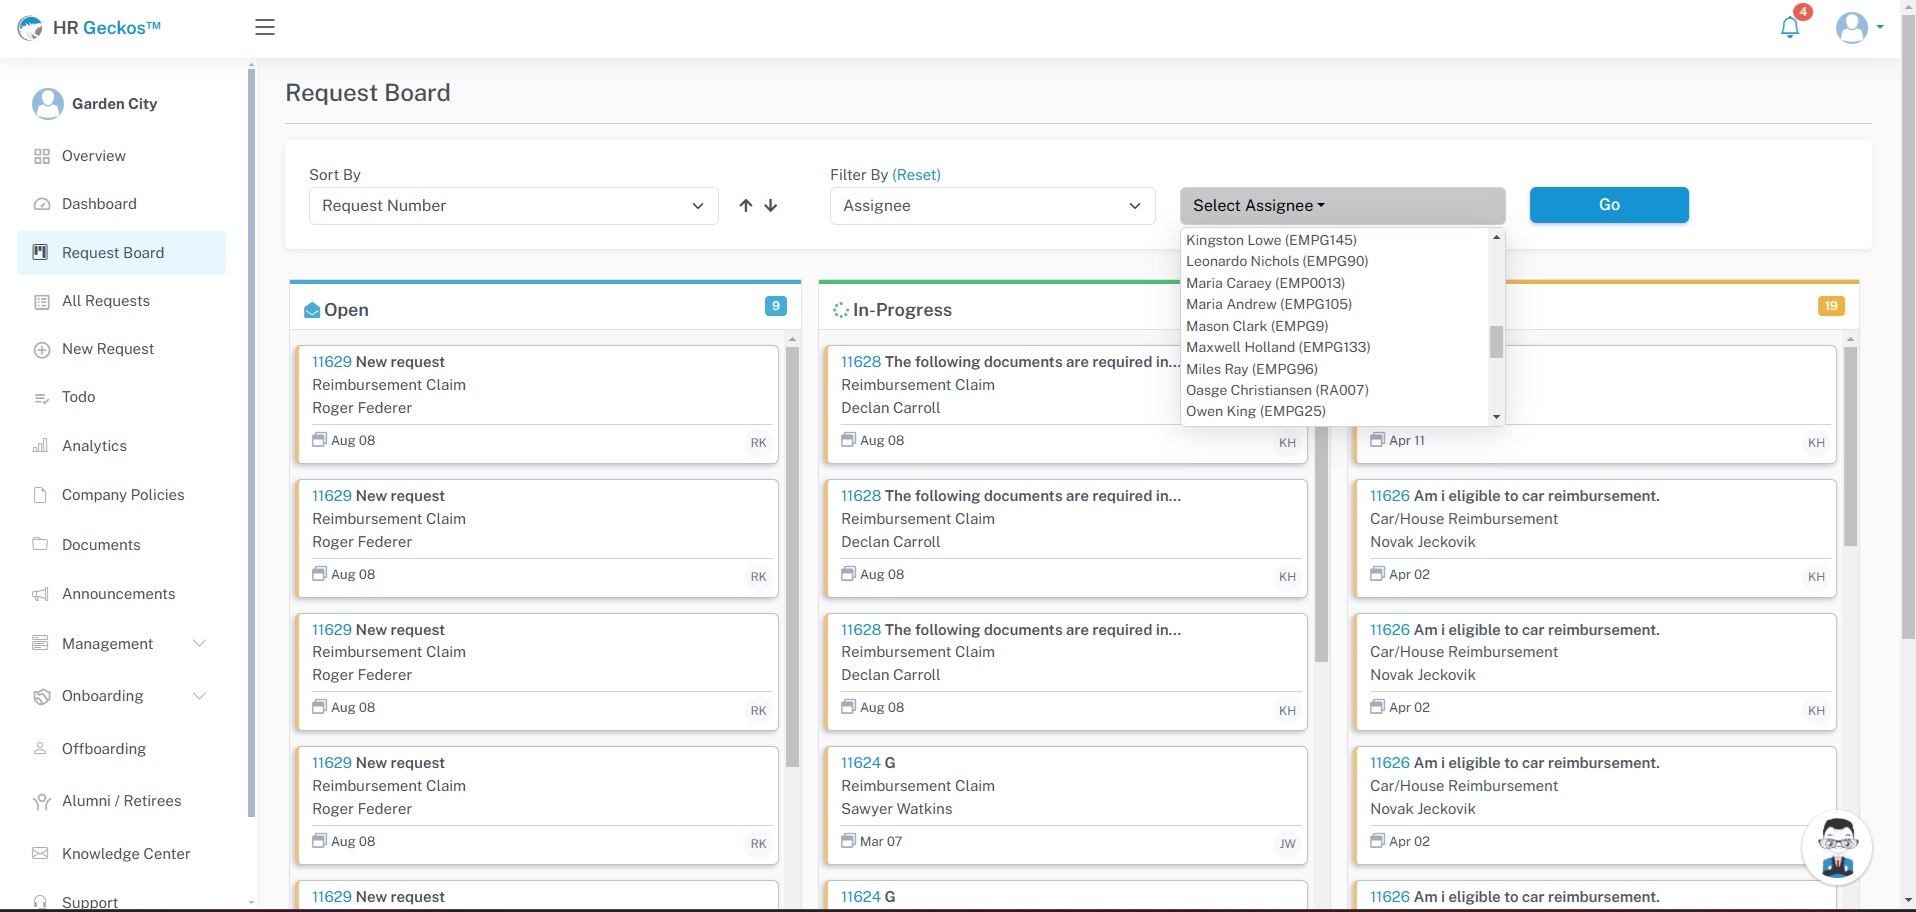 HR Geckos™
4
Garden City
Overview
Dashboard
Request Board
All Requests
New Request
Todo
Analytics
Company Policies
Documents
Announcements
Management
Onboarding
Offboarding
Alumni / Retirees
Knowledge Center
Support
Request Board
Sort By
Request Number
Filter By (Reset)
Assignee
Select Assignee
Go
Kingston Lowe (EMPG145)
Leonardo Nichols (EMPG90)
Maria Caraey (EMP0013)
Maria Andrew (EMPG105)
Mason Clark (EMPG9)
Maxwell Holland (EMPG133)
Miles Ray (EMPG96)
Oasge Christiansen (RA007)
Owen King (EMPG25)
Open
9
11629 New request
Reimbursement Claim
Roger Federer
Aug 08
RK
11629 New request
Reimbursement Claim
Roger Federer
Aug 08
RK
11629 New request
Reimbursement Claim
Roger Federer
Aug 08
RK
11629 New request
Reimbursement Claim
Roger Federer
Aug 08
RK
11629 New request
In-Progress
11628 The following documents are required in...
Reimbursement Claim
Declan Carroll
Aug 08
KH
11628 The following documents are required in...
Reimbursement Claim
Declan Carroll
Aug 08
KH
11628 The following documents are required in...
Reimbursement Claim
Declan Carroll
Aug 08
KH
11624 G
Reimbursement Claim
Sawyer Watkins
Mar 07
JW
11624 G
19
Apr 11
KH
11626 Am i eligible to car reimbursement.
Car/House Reimbursement
Novak Jeckovik
Apr 02
KH
11626 Am i eligible to car reimbursement.
Car/House Reimbursement
Novak Jeckovik
Apr 02
KH
11626 Am i eligible to car reimbursement.
Car/House Reimbursement
Novak Jeckovik
Apr 02
11626 Am i eligible to car reimbursement.